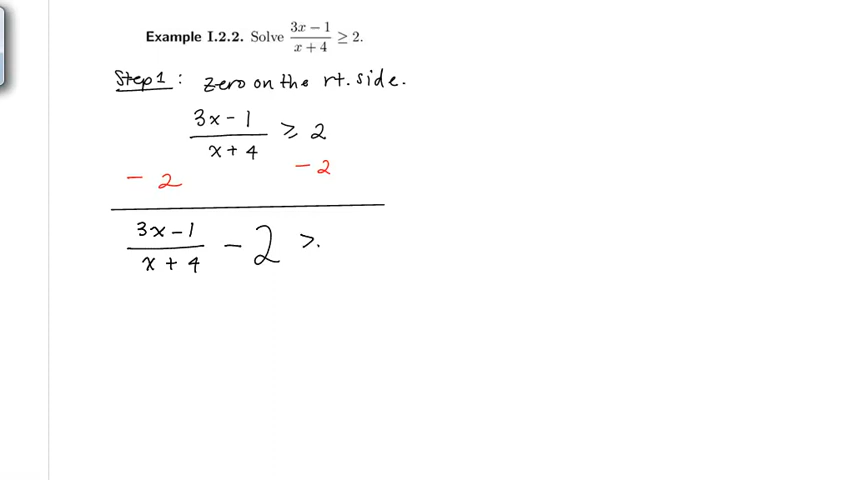 Example I.2.2. Solve (3x − 1)/(x + 4) ≥ 2.
Step 1: zero on the rt. side.
(3x − 1)/(x + 4) ≥ 2
− 2 − 2
(3x − 1)/(x + 4) − 2 >